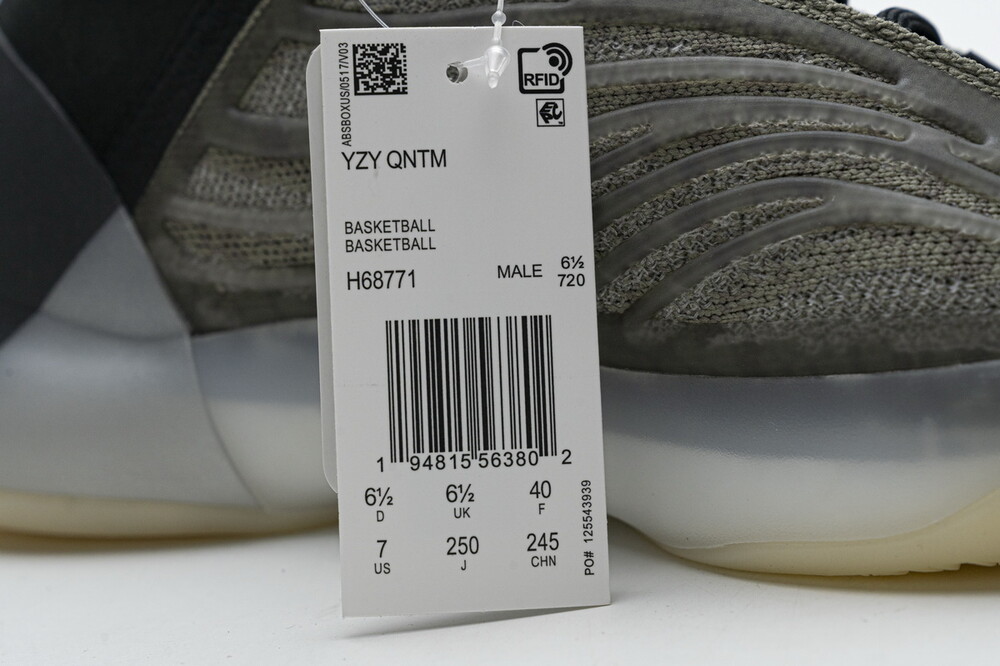 ABSBOXUS/0517/V03
RFID
YZY QNTM
BASKETBALL
BASKETBALL
H68771
MALE 6½
720
1 94815 56380 2
6½ 6½ 40
D UK F
7 250 245
US J CHN
PO# 125543939